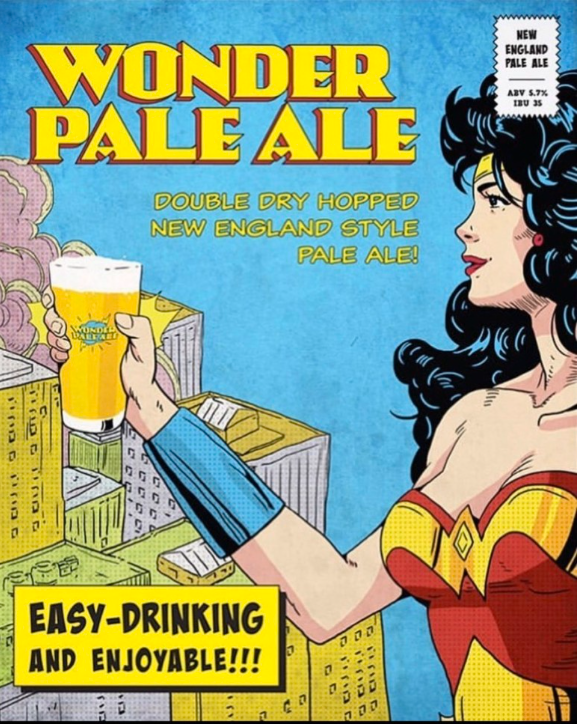 WONDER
PALE ALE
NEW
ENGLAND
PALE ALE
ABV 5.7%
IBU 35
DOUBLE DRY HOPPED
NEW ENGLAND STYLE
PALE ALE!
WONDER
PALE ALE
EASY-DRINKING
AND ENJOYABLE!!!